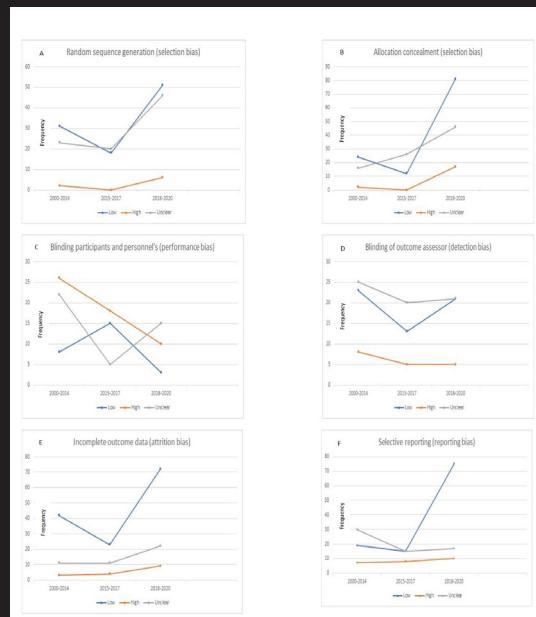 A Random sequence generation (selection bias)
60
50
40
30
20
10
0
Frequency
2000-2014 2015-2017 2018-2020
Low High Unclear
B Allocation concealment (selection bias)
90
80
70
60
50
40
30
20
10
0
Frequency
2000-2014 2015-2017 2018-2020
Low High Unclear
C Blinding participants and personnel's (performance bias)
30
25
20
15
10
5
0
Frequency
2000-2014 2015-2017 2018-2020
Low High Unclear
D Blinding of outcome assessor (detection bias)
30
25
20
15
10
5
0
Frequency
2000-2014 2015-2017 2018-2020
Low High Unclear
E Incomplete outcome data (attrition bias)
80
70
60
50
40
30
20
10
0
Frequency
2000-2014 2015-2017 2018-2020
Low High Unclear
F Selective reporting (reporting bias)
80
70
60
50
40
30
20
10
0
Frequency
2000-2014 2015-2017 2018-2020
Low High Unclear